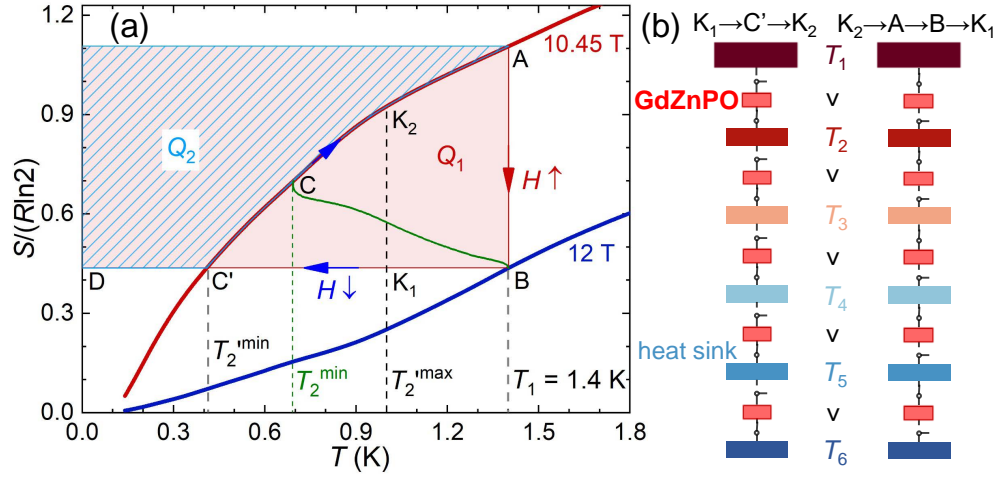 (a)
10.45 T
A
K₂
Q₂
Q₁
C
H↑
12 T
D
C'
H↓
K₁
B
T₂'ᵐⁱⁿ
T₂ᵐⁱⁿ
T₂'ᵐᵃˣ
T₁ = 1.4 K
1.2
0.9
0.6
0.3
0.0
S/(Rln2)
0.0 0.3 0.6 0.9 1.2 1.5 1.8
T (K)
(b)
K₁→C'→K₂
K₂→A→B→K₁
T₁
GdZnPO
v
T₂
v
T₃
v
T₄
v
heat sink
T₅
v
T₆